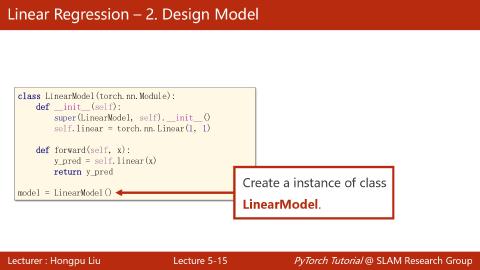 Linear Regression – 2. Design Model
class LinearModel(torch.nn.Module):
def __init__(self):
super(LinearModel, self).__init__()
self.linear = torch.nn.Linear(1, 1)
def forward(self, x):
y_pred = self.linear(x)
return y_pred
model = LinearModel()
Create a instance of class
LinearModel.
Lecturer : Hongpu Liu
Lecture 5-15
PyTorch Tutorial @ SLAM Research Group